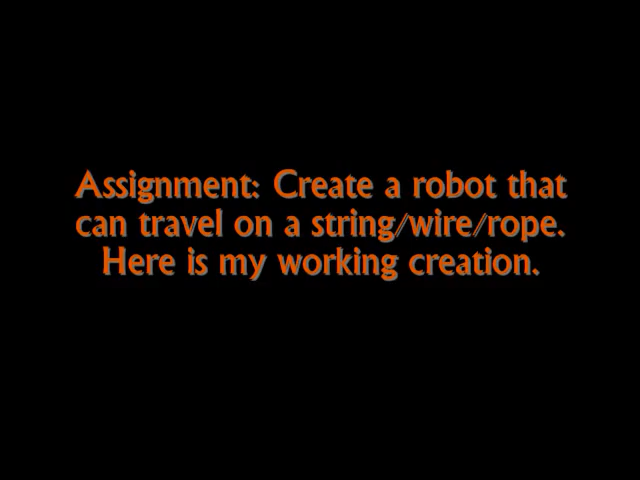 Assignment: Create a robot that
can travel on a string/wire/rope.
Here is my working creation.